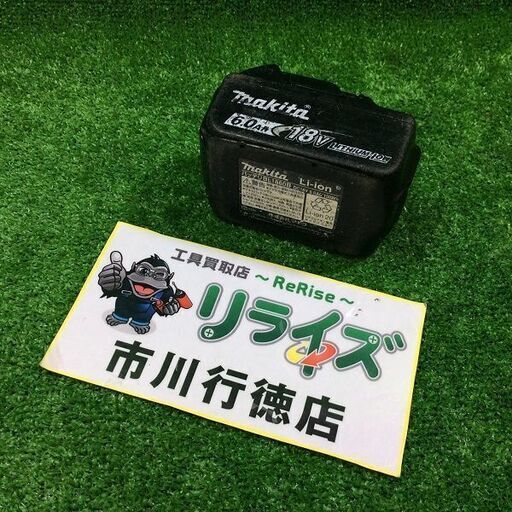 makita
6.0Ah 18V LITHIUM-ION
makita Li-ion
工具買取店
～ReRise～
リライズ
市川行徳店